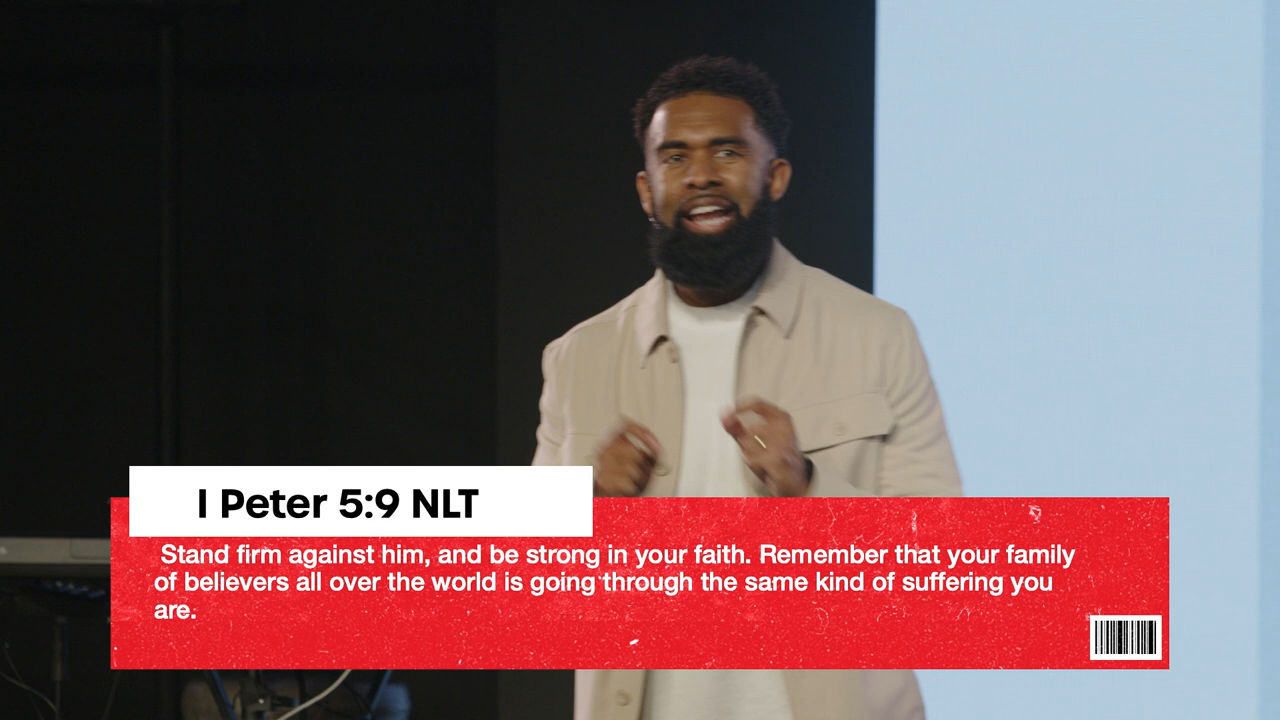 I Peter 5:9 NLT
Stand firm against him, and be strong in your faith. Remember that your family
of believers all over the world is going through the same kind of suffering you
are.